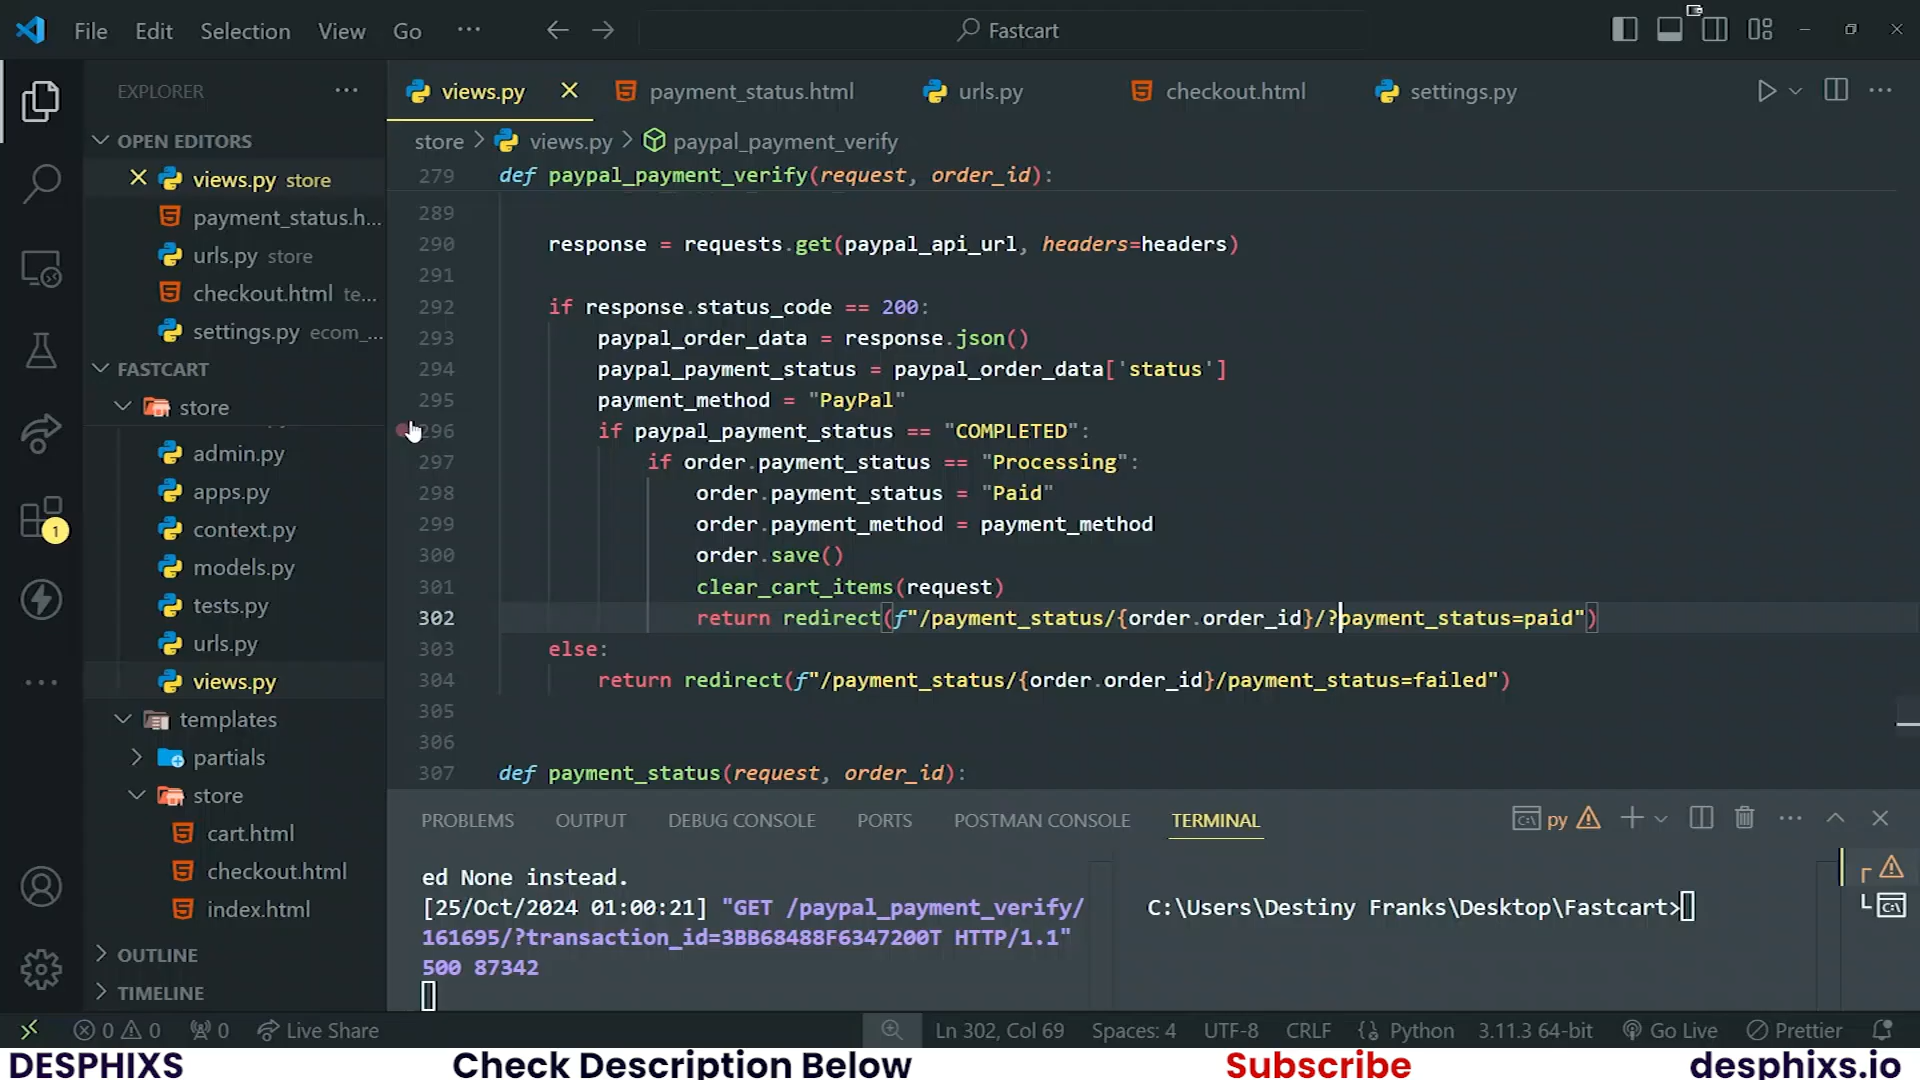 File Edit Selection View Go ··· Fastcart
EXPLORER ···
OPEN EDITORS
views.py store
payment_status.h...
urls.py store
checkout.html te...
settings.py ecom_...
FASTCART
store
admin.py
apps.py
context.py
models.py
tests.py
urls.py
views.py
templates
partials
store
cart.html
checkout.html
index.html
OUTLINE
TIMELINE
1
views.py payment_status.html urls.py checkout.html settings.py
store > views.py > paypal_payment_verify
279 def paypal_payment_verify(request, order_id):
289
290 response = requests.get(paypal_api_url, headers=headers)
291
292 if response.status_code == 200:
293 paypal_order_data = response.json()
294 paypal_payment_status = paypal_order_data['status']
295 payment_method = "PayPal"
296 if paypal_payment_status == "COMPLETED":
297 if order.payment_status == "Processing":
298 order.payment_status = "Paid"
299 order.payment_method = payment_method
300 order.save()
301 clear_cart_items(request)
302 return redirect(f"/payment_status/{order.order_id}/?payment_status=paid")
303 else:
304 return redirect(f"/payment_status/{order.order_id}/payment_status=failed")
305
306
307 def payment_status(request, order_id):
PROBLEMS OUTPUT DEBUG CONSOLE PORTS POSTMAN CONSOLE TERMINAL py
ed None instead.
[25/Oct/2024 01:00:21] "GET /paypal_payment_verify/
161695/?transaction_id=3BB68488F6347200T HTTP/1.1"
500 87342
C:\Users\Destiny Franks\Desktop\Fastcart>
0 0 0 Live Share Ln 302, Col 69 Spaces: 4 UTF-8 CRLF Python 3.11.3 64-bit Go Live Prettier
DESPHIXS Check Description Below Subscribe desphixs.io